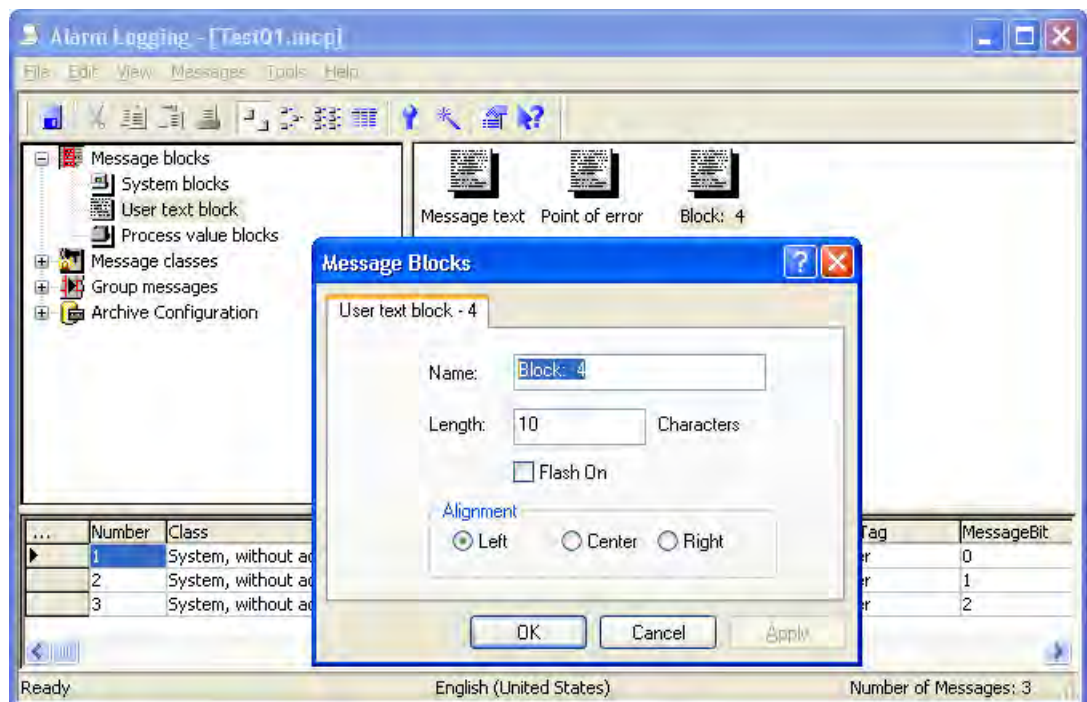 Alarm Logging - [Test01.mcp]
File Edit View Messages Tools Help
Message blocks
System blocks
User text block
Process value blocks
Message classes
Group messages
Archive Configuration
Message text Point of error Block: 4
Message Blocks
User text block - 4
Name: Block: 4
Length: 10 Characters
Flash On
Alignment
Left Center Right
OK Cancel Apply
... Number Class Tag MessageBit
1 System, without ac r 0
2 System, without ac r 1
3 System, without ac r 2
Ready English (United States) Number of Messages: 3